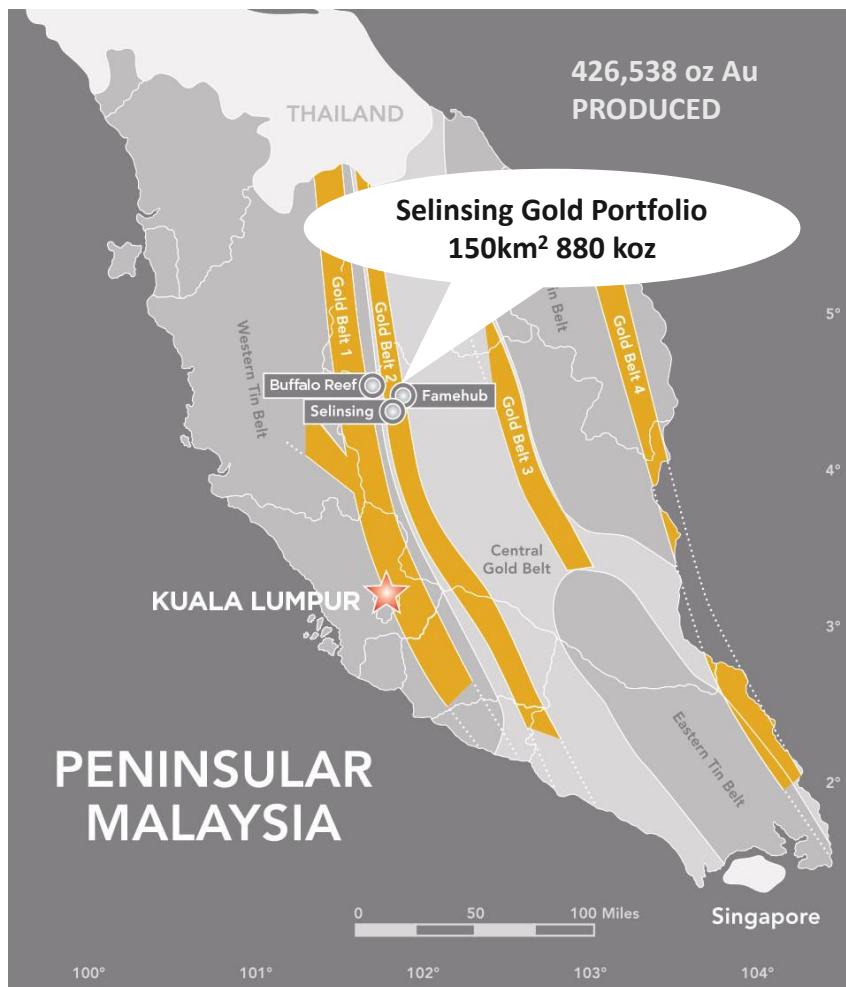 426,538 oz Au
PRODUCED
THAILAND
Selinsing Gold Portfolio
150km² 880 koz
Gold Belt 1
Gold Belt 2
Gold Belt 3
Gold Belt 4
Western Tin Belt
Tin Belt
5°
Buffalo Reef
Famehub
Selinsing
4°
Central
Gold Belt
KUALA LUMPUR
3°
Eastern Tin Belt
PENINSULAR
MALAYSIA
2°
0 50 100 Miles
Singapore
100° 101° 102° 103° 104°